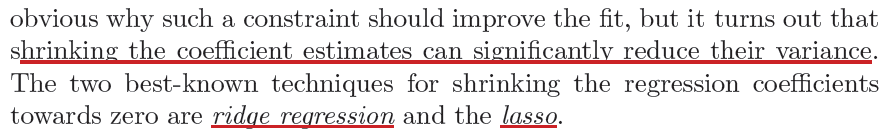 obvious why such a constraint should improve the fit, but it turns out that
shrinking the coefficient estimates can significantly reduce their variance.
The two best-known techniques for shrinking the regression coefficients
towards zero are ridge regression and the lasso.